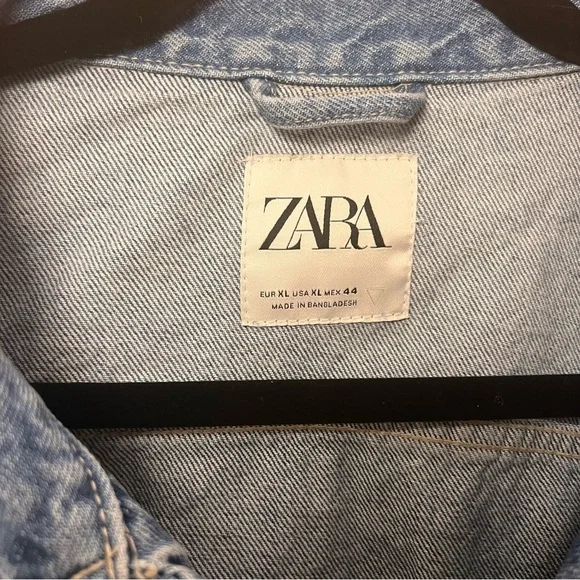 ZARA
EUR XL USA XL MEX 44
MADE IN BANGLADESH